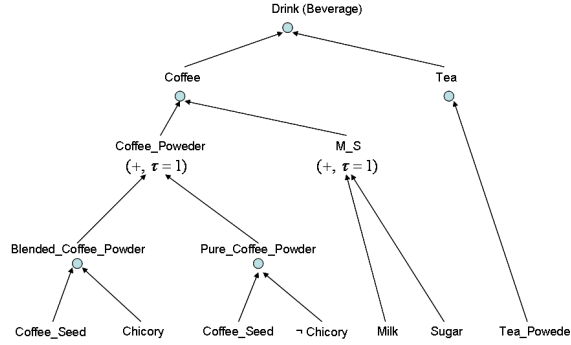 Drink (Beverage)
Coffee
Tea
Coffee_Poweder
M_S
(+, τ = 1)
(+, τ = 1)
Blended_Coffee_Powder
Pure_Coffee_Powder
Coffee_Seed
Chicory
Coffee_Seed
¬ Chicory
Milk
Sugar
Tea_Powede